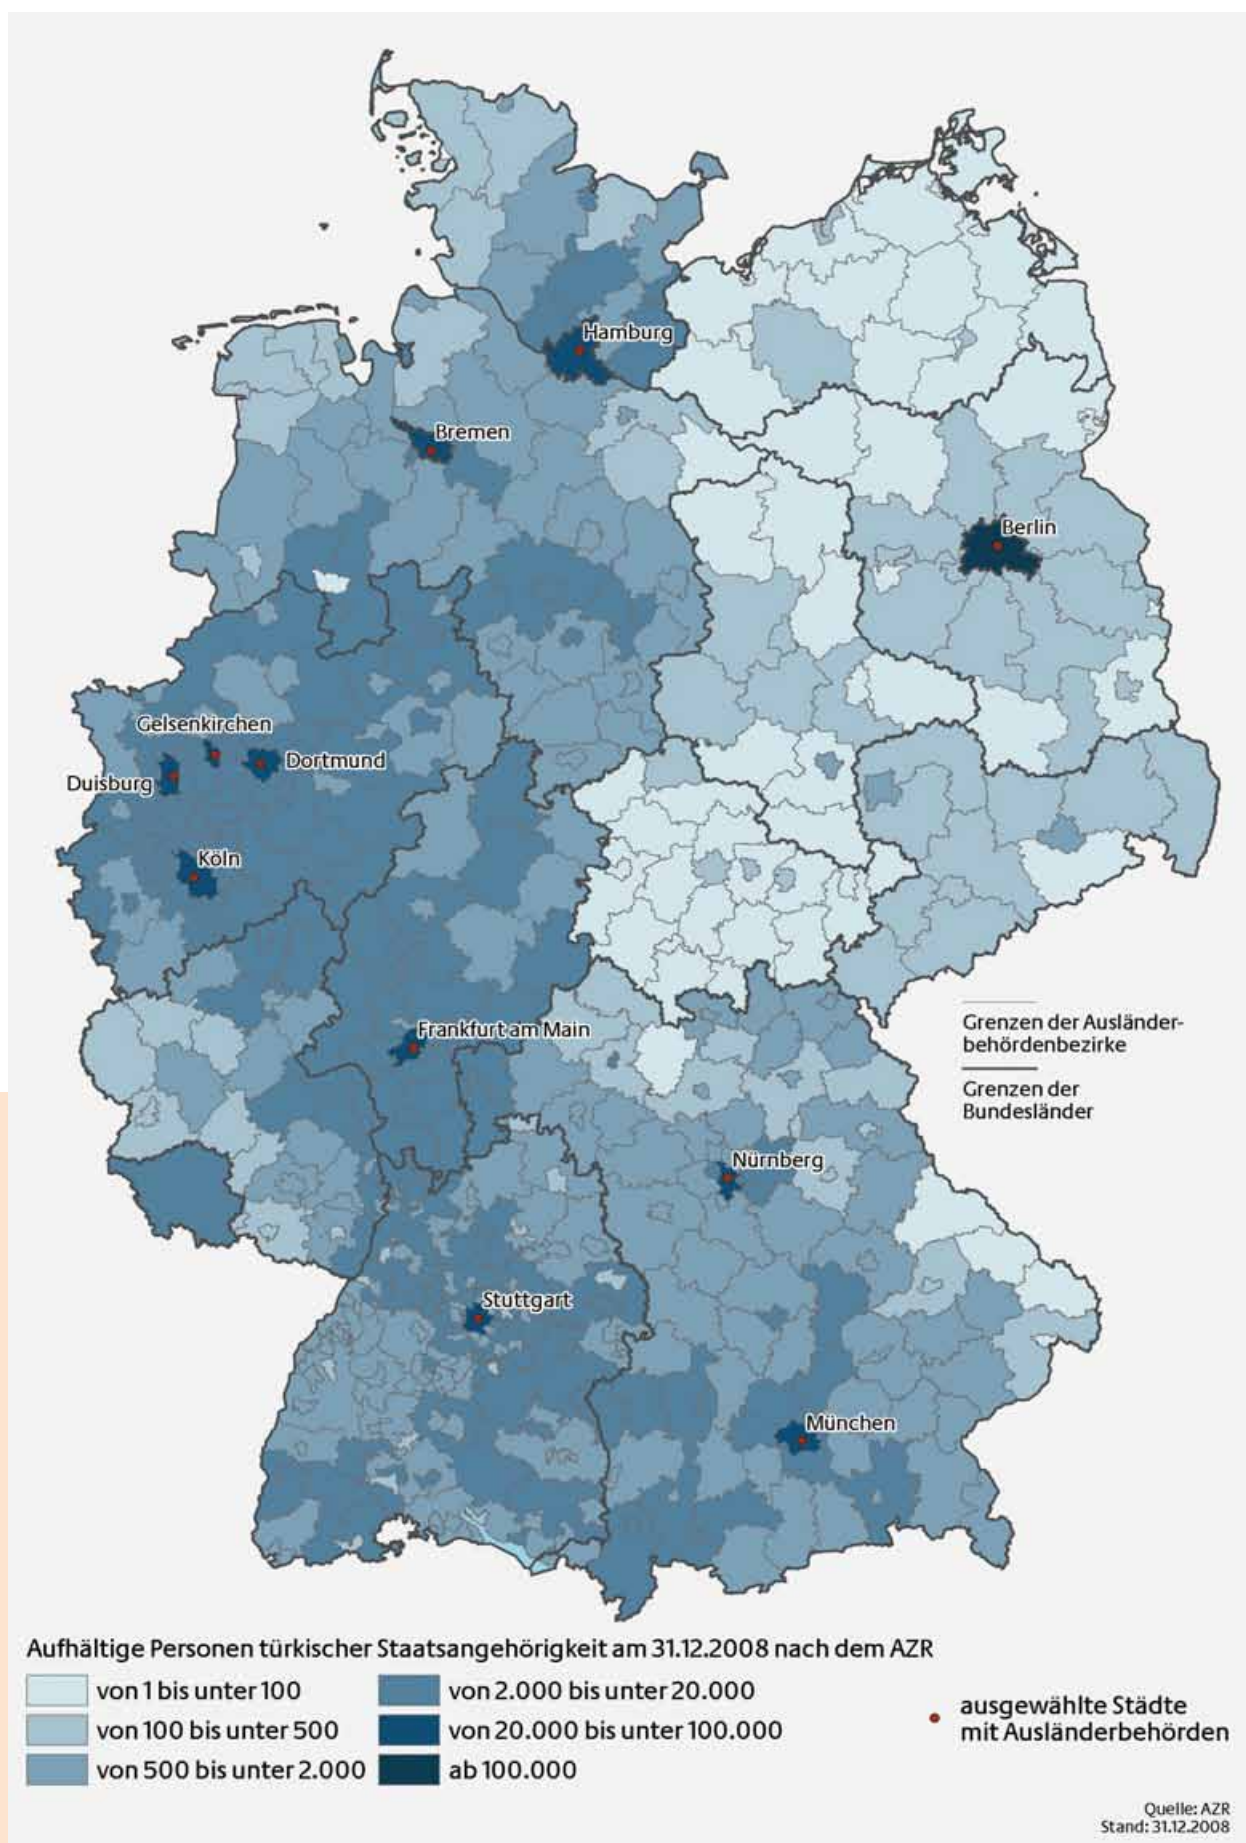 Hamburg
Bremen
Berlin
Gelsenkirchen
Dortmund
Duisburg
Köln
Frankfurt am Main
Grenzen der Ausländer-
behördenbezirke
Grenzen der
Bundesländer
Nürnberg
Stuttgart
München
Aufhältige Personen türkischer Staatsangehörigkeit am 31.12.2008 nach dem AZR
von 1 bis unter 100
von 100 bis unter 500
von 500 bis unter 2.000
von 2.000 bis unter 20.000
von 20.000 bis unter 100.000
ab 100.000
ausgewählte Städte
mit Ausländerbehörden
Quelle: AZR
Stand: 31.12.2008